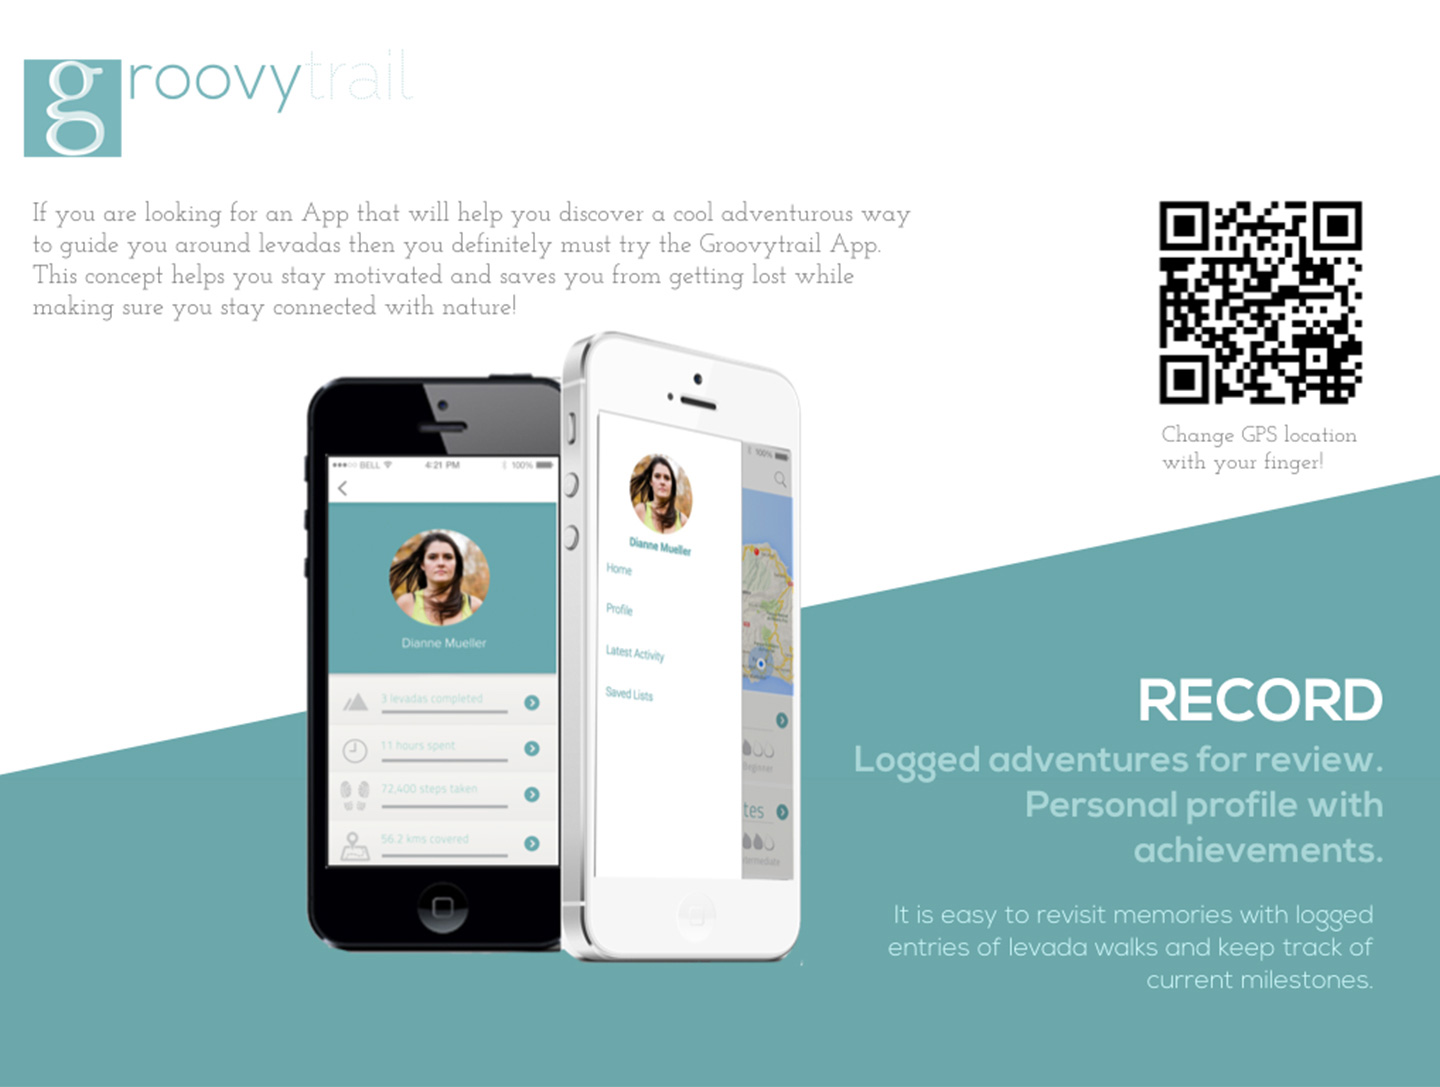 groovytrail
If you are looking for an App that will help you discover a cool adventurous way
to guide you around levadas then you definitely must try the Groovytrail App.
This concept helps you stay motivated and saves you from getting lost while
making sure you stay connected with nature!
Change GPS location
with your finger!
BELL 4:21 PM 100%
Dianne Mueller
3 levadas completed
11 hours spent
72,400 steps taken
56.2 kms covered
100%
Dianne Mueller
Home
Profile
Latest Activity
Saved Lists
Beginner
tes
termediate
RECORD
Logged adventures for review.
Personal profile with
achievements.
It is easy to revisit memories with logged
entries of levada walks and keep track of
current milestones.